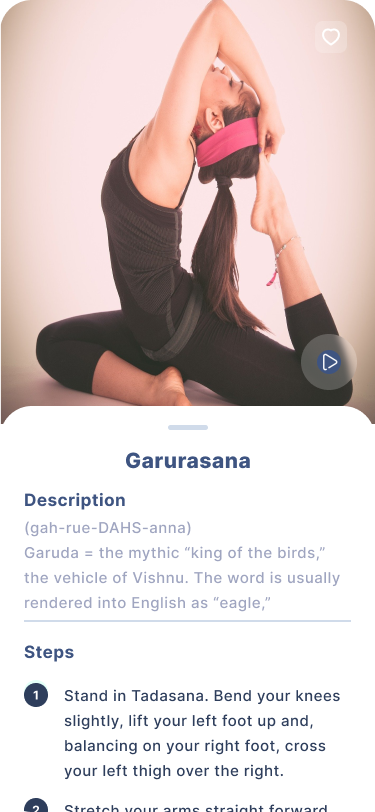 Garurasana
Description
(gah-rue-DAHS-anna)
Garuda = the mythic “king of the birds,”
the vehicle of Vishnu. The word is usually
rendered into English as “eagle,”
Steps
1 Stand in Tadasana. Bend your knees
slightly, lift your left foot up and,
balancing on your right foot, cross
your left thigh over the right.
2 Stretch your arms straight forward